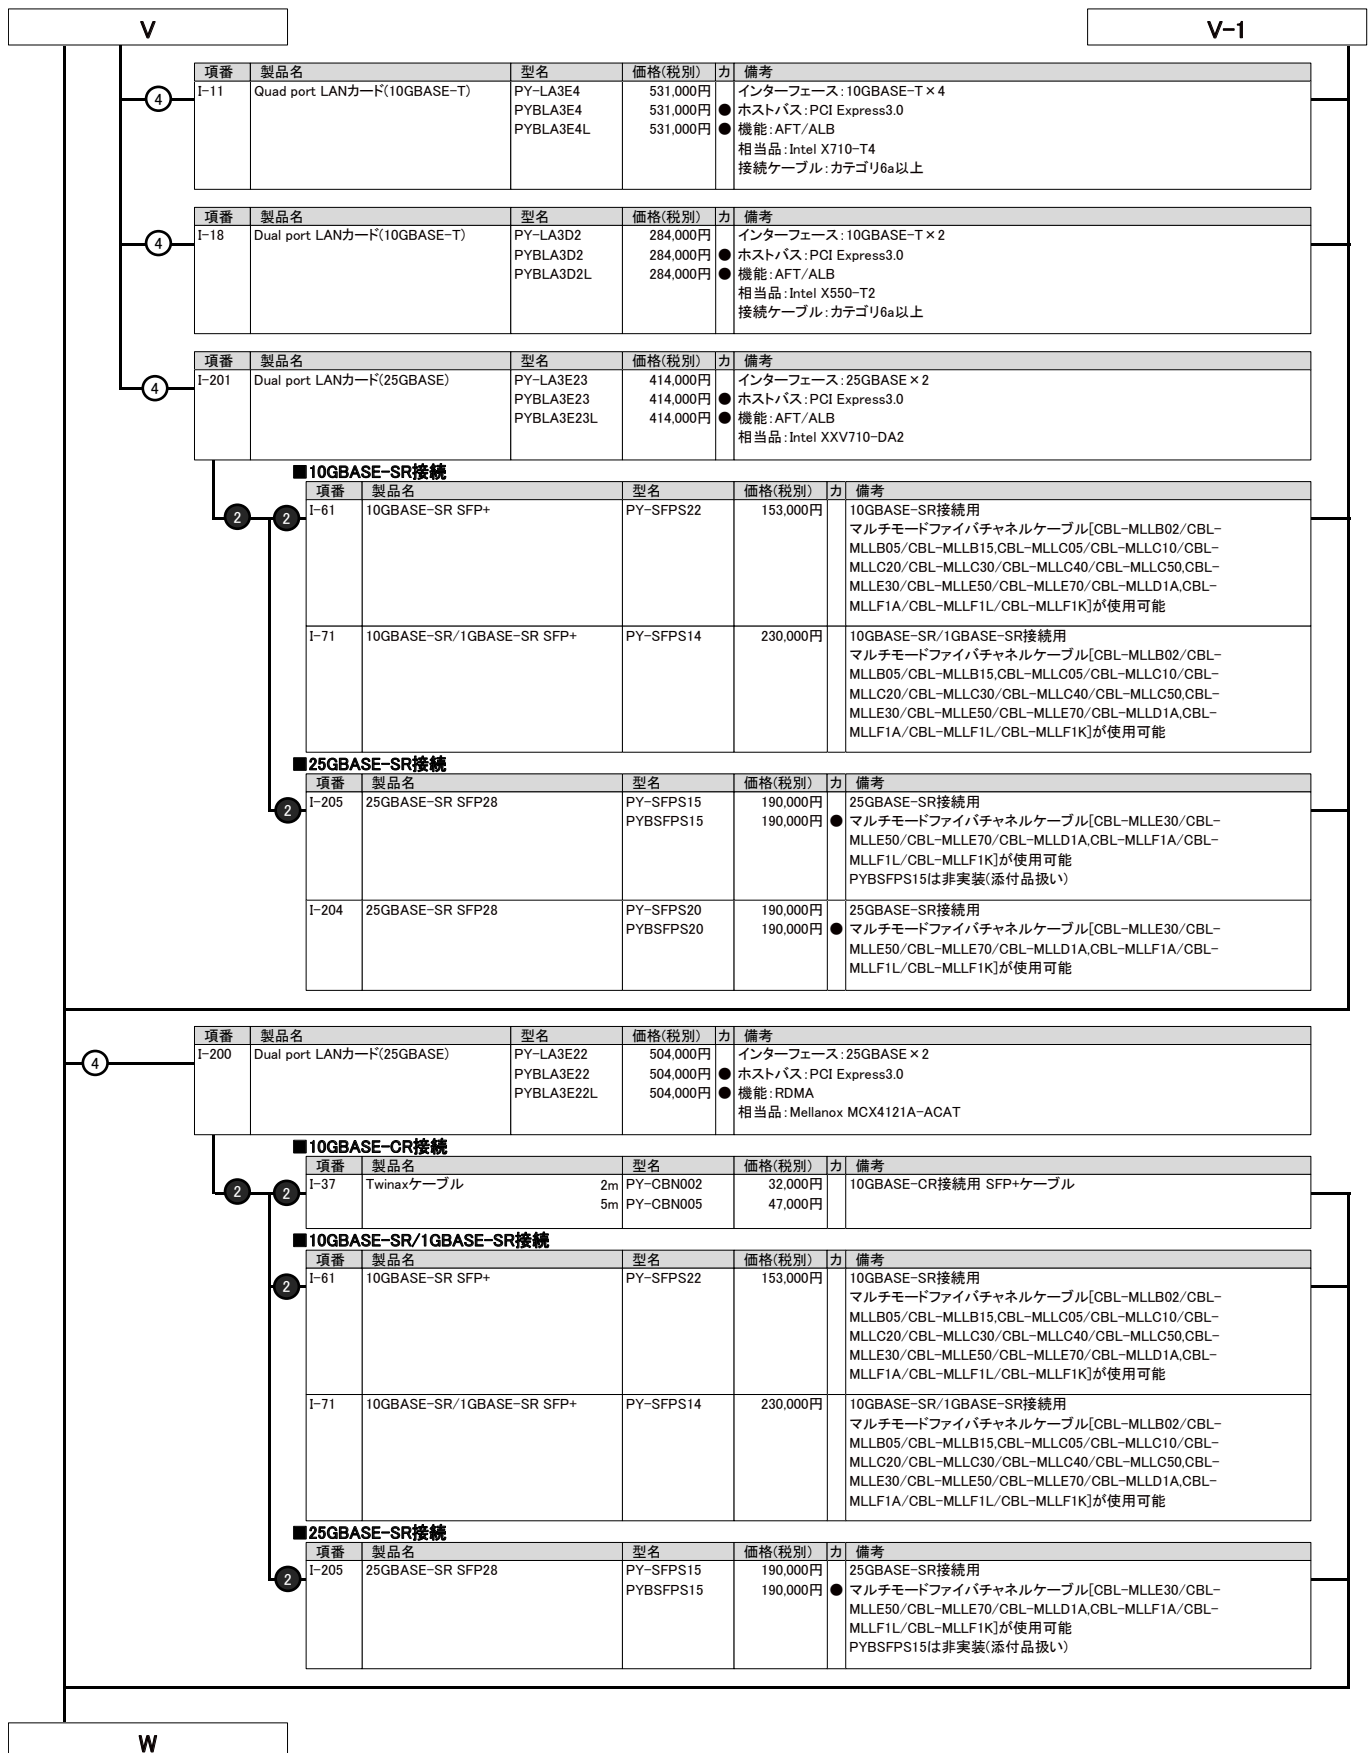 V
V-1
項番 製品名 型名 価格(税別) カ 備考
④ I-11 Quad port LANカード(10GBASE-T) PY-LA3E4 531,000円 インターフェース:10GBASE-T×4
PYBLA3E4 531,000円 ● ホストバス:PCI Express3.0
PYBLA3E4L 531,000円 ● 機能:AFT/ALB
相当品:Intel X710-T4
接続ケーブル:カテゴリ6a以上
項番 製品名 型名 価格(税別) カ 備考
④ I-18 Dual port LANカード(10GBASE-T) PY-LA3D2 284,000円 インターフェース:10GBASE-T×2
PYBLA3D2 284,000円 ● ホストバス:PCI Express3.0
PYBLA3D2L 284,000円 ● 機能:AFT/ALB
相当品:Intel X550-T2
接続ケーブル:カテゴリ6a以上
項番 製品名 型名 価格(税別) カ 備考
④ I-201 Dual port LANカード(25GBASE) PY-LA3E23 414,000円 インターフェース:25GBASE×2
PYBLA3E23 414,000円 ● ホストバス:PCI Express3.0
PYBLA3E23L 414,000円 ● 機能:AFT/ALB
相当品:Intel XXV710-DA2
■10GBASE-SR接続
項番 製品名 型名 価格(税別) カ 備考
2 2 I-61 10GBASE-SR SFP+ PY-SFPS22 153,000円 10GBASE-SR接続用
マルチモードファイバチャネルケーブル[CBL-MLLB02/CBL-
MLLB05/CBL-MLLB15,CBL-MLLC05/CBL-MLLC10/CBL-
MLLC20/CBL-MLLC30/CBL-MLLC40/CBL-MLLC50,CBL-
MLLE30/CBL-MLLE50/CBL-MLLE70/CBL-MLLD1A,CBL-
MLLF1A/CBL-MLLF1L/CBL-MLLF1K]が使用可能
I-71 10GBASE-SR/1GBASE-SR SFP+ PY-SFPS14 230,000円 10GBASE-SR/1GBASE-SR接続用
マルチモードファイバチャネルケーブル[CBL-MLLB02/CBL-
MLLB05/CBL-MLLB15,CBL-MLLC05/CBL-MLLC10/CBL-
MLLC20/CBL-MLLC30/CBL-MLLC40/CBL-MLLC50,CBL-
MLLE30/CBL-MLLE50/CBL-MLLE70/CBL-MLLD1A,CBL-
MLLF1A/CBL-MLLF1L/CBL-MLLF1K]が使用可能
■25GBASE-SR接続
項番 製品名 型名 価格(税別) カ 備考
2 I-205 25GBASE-SR SFP28 PY-SFPS15 190,000円 25GBASE-SR接続用
PYBSFPS15 190,000円 ● マルチモードファイバチャネルケーブル[CBL-MLLE30/CBL-
MLLE50/CBL-MLLE70/CBL-MLLD1A,CBL-MLLF1A/CBL-
MLLF1L/CBL-MLLF1K]が使用可能
PYBSFPS15は非実装(添付品扱い)
I-204 25GBASE-SR SFP28 PY-SFPS20 190,000円 25GBASE-SR接続用
PYBSFPS20 190,000円 ● マルチモードファイバチャネルケーブル[CBL-MLLE30/CBL-
MLLE50/CBL-MLLE70/CBL-MLLD1A,CBL-MLLF1A/CBL-
MLLF1L/CBL-MLLF1K]が使用可能
項番 製品名 型名 価格(税別) カ 備考
④ I-200 Dual port LANカード(25GBASE) PY-LA3E22 504,000円 インターフェース:25GBASE×2
PYBLA3E22 504,000円 ● ホストバス:PCI Express3.0
PYBLA3E22L 504,000円 ● 機能:RDMA
相当品:Mellanox MCX4121A-ACAT
■10GBASE-CR接続
項番 製品名 型名 価格(税別) カ 備考
2 2 I-37 Twinaxケーブル 2m PY-CBN002 32,000円 10GBASE-CR接続用 SFP+ケーブル
5m PY-CBN005 47,000円
■10GBASE-SR/1GBASE-SR接続
項番 製品名 型名 価格(税別) カ 備考
2 I-61 10GBASE-SR SFP+ PY-SFPS22 153,000円 10GBASE-SR接続用
マルチモードファイバチャネルケーブル[CBL-MLLB02/CBL-
MLLB05/CBL-MLLB15,CBL-MLLC05/CBL-MLLC10/CBL-
MLLC20/CBL-MLLC30/CBL-MLLC40/CBL-MLLC50,CBL-
MLLE30/CBL-MLLE50/CBL-MLLE70/CBL-MLLD1A,CBL-
MLLF1A/CBL-MLLF1L/CBL-MLLF1K]が使用可能
I-71 10GBASE-SR/1GBASE-SR SFP+ PY-SFPS14 230,000円 10GBASE-SR/1GBASE-SR接続用
マルチモードファイバチャネルケーブル[CBL-MLLB02/CBL-
MLLB05/CBL-MLLB15,CBL-MLLC05/CBL-MLLC10/CBL-
MLLC20/CBL-MLLC30/CBL-MLLC40/CBL-MLLC50,CBL-
MLLE30/CBL-MLLE50/CBL-MLLE70/CBL-MLLD1A,CBL-
MLLF1A/CBL-MLLF1L/CBL-MLLF1K]が使用可能
■25GBASE-SR接続
項番 製品名 型名 価格(税別) カ 備考
2 I-205 25GBASE-SR SFP28 PY-SFPS15 190,000円 25GBASE-SR接続用
PYBSFPS15 190,000円 ● マルチモードファイバチャネルケーブル[CBL-MLLE30/CBL-
MLLE50/CBL-MLLE70/CBL-MLLD1A,CBL-MLLF1A/CBL-
MLLF1L/CBL-MLLF1K]が使用可能
PYBSFPS15は非実装(添付品扱い)
W